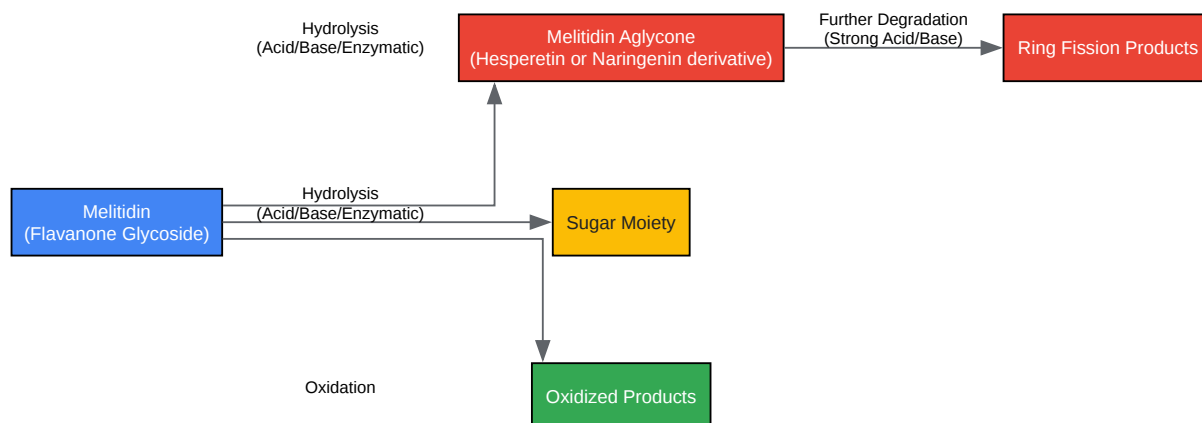 Hydrolysis
(Acid/Base/Enzymatic)
Melitidin Aglycone
(Hesperetin or Naringenin derivative)
Further Degradation
(Strong Acid/Base)
Ring Fission Products
Melitidin
(Flavanone Glycoside)
Hydrolysis
(Acid/Base/Enzymatic)
Sugar Moiety
Oxidation
Oxidized Products